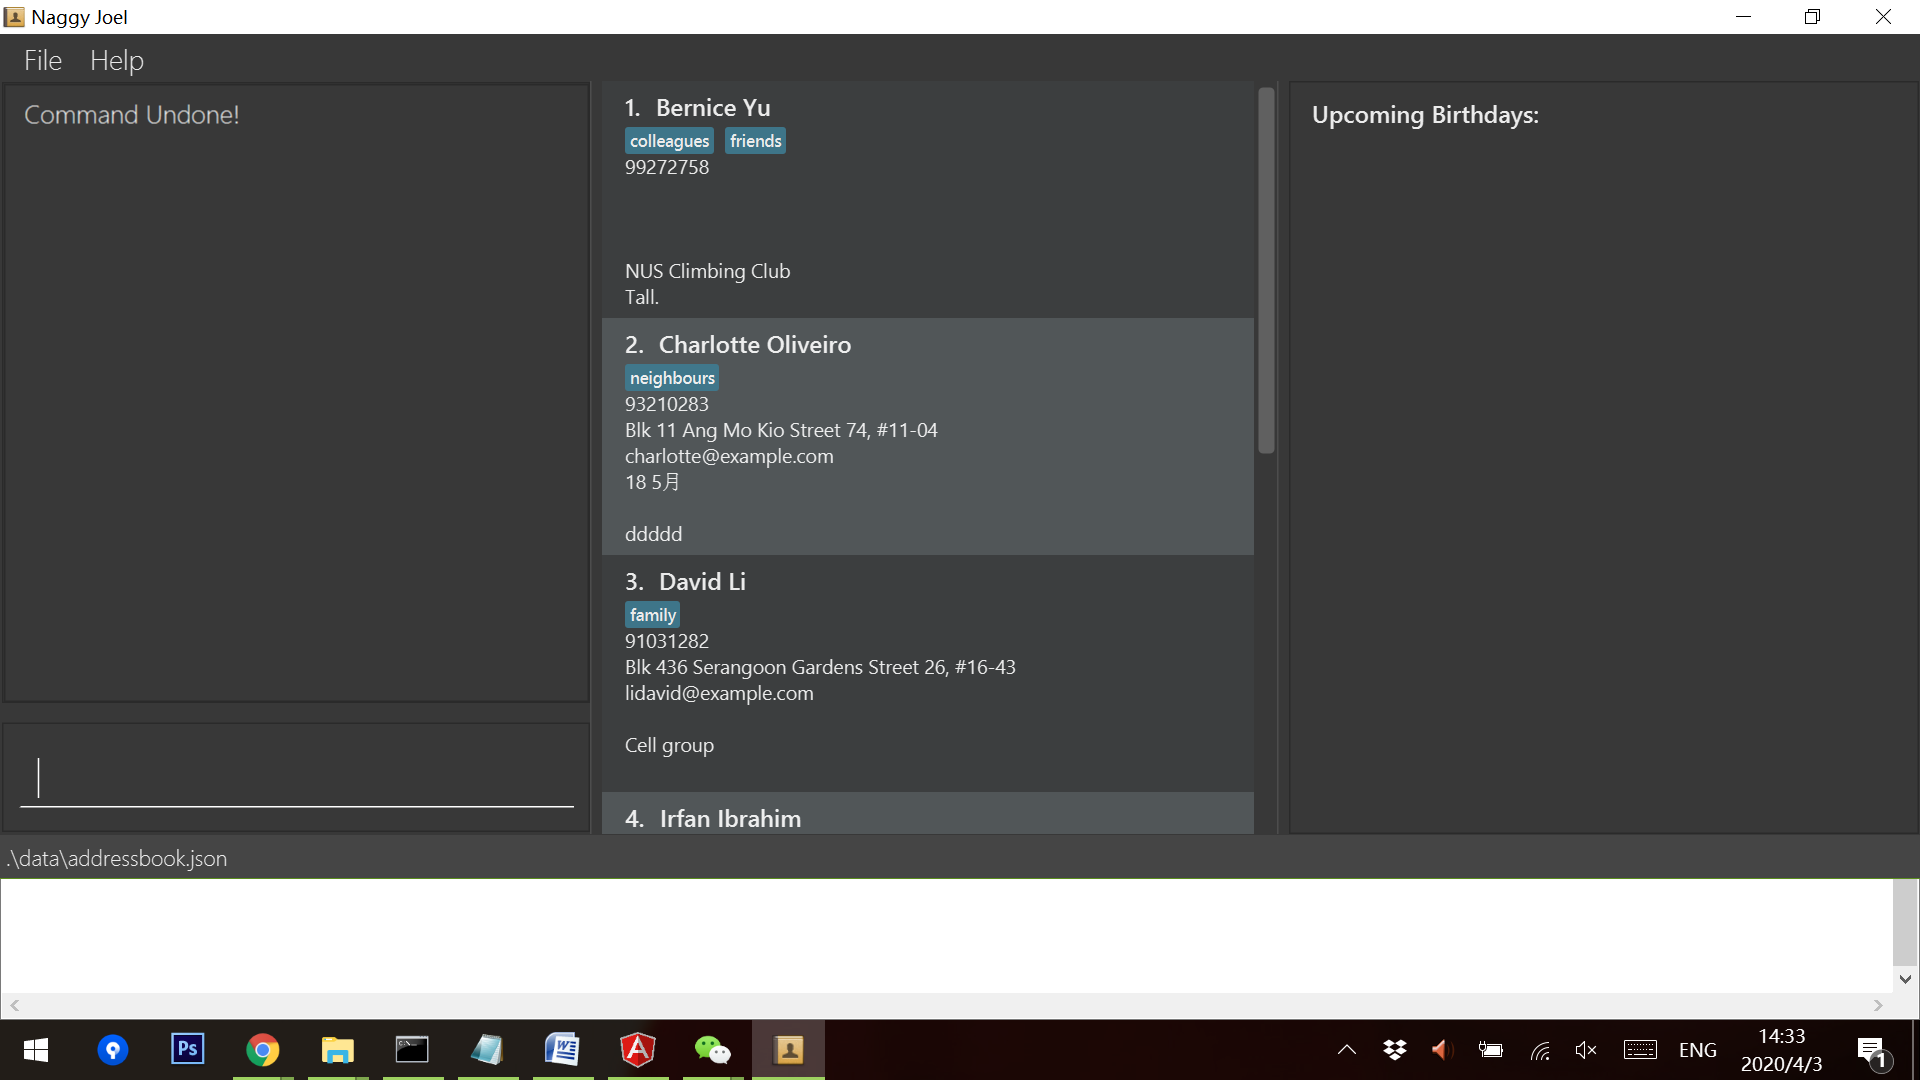 Naggy Joel
File Help
Command Undone!
1. Bernice Yu
colleagues friends
99272758
NUS Climbing Club
Tall.
2. Charlotte Oliveiro
neighbours
93210283
Blk 11 Ang Mo Kio Street 74, #11-04
charlotte@example.com
18 5月
ddddd
3. David Li
family
91031282
Blk 436 Serangoon Gardens Street 26, #16-43
lidavid@example.com
Cell group
4. Irfan Ibrahim
Upcoming Birthdays:
.\data\addressbook.json
Ps
ENG
14:33
2020/4/3
1